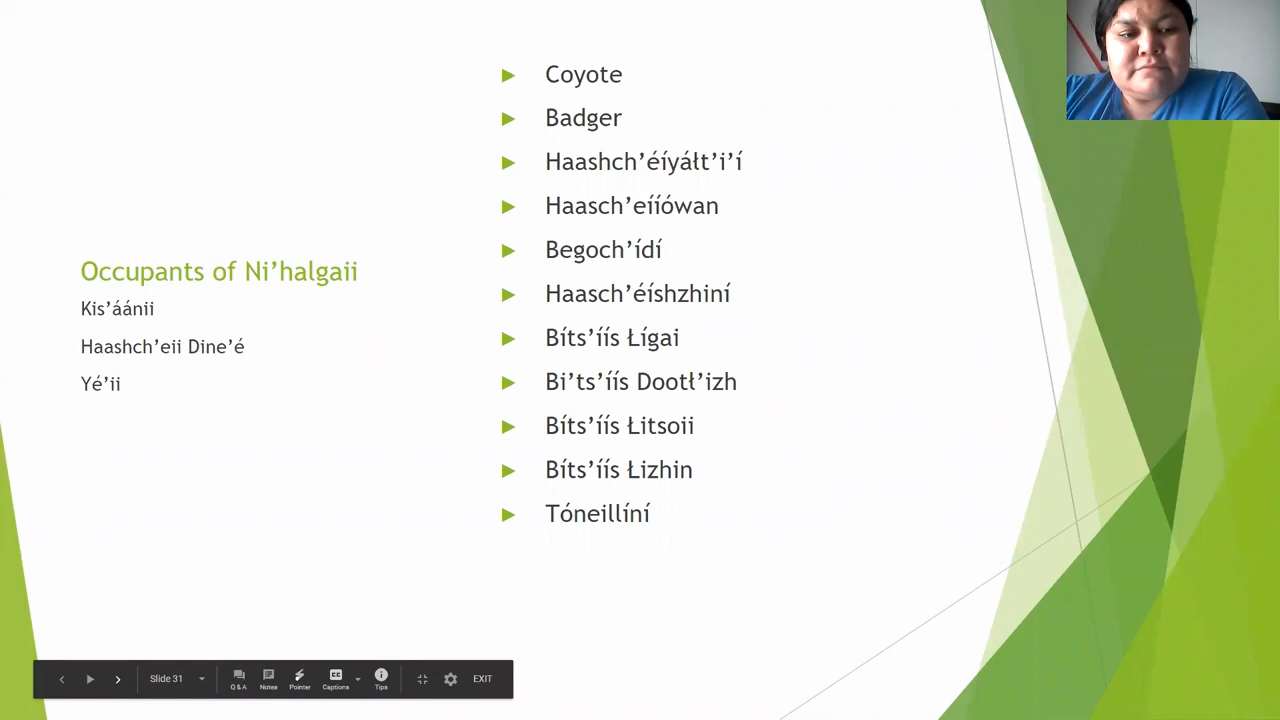 Occupants of Ni’halgaii
Kis’áánii
Haashch’eii Dine’é
Yé’ii
Coyote
Badger
Haashch’éíyáłt’i’í
Haasch’eííówan
Begoch’ídí
Haasch’éíshzhiní
Bíts’íís Łígai
Bi’ts’íís Dootł’izh
Bíts’íís Łitsoii
Bíts’íís Łizhin
Tóneillíní
Slide 31
Q & A
Notes
Pointer
CC
Captions
Tips
EXIT